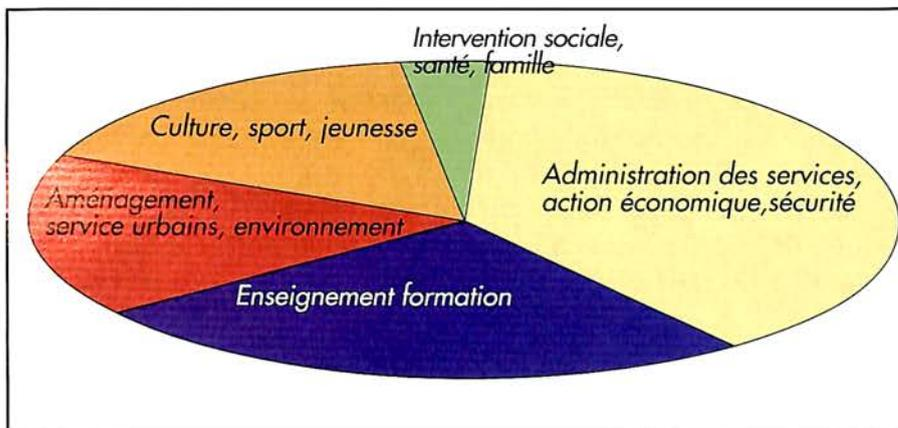 Intervention sociale,
santé, famille
Culture, sport, jeunesse
Administration des services,
action économique,sécurité
Aménagement,
service urbains, environnement
Enseignement formation